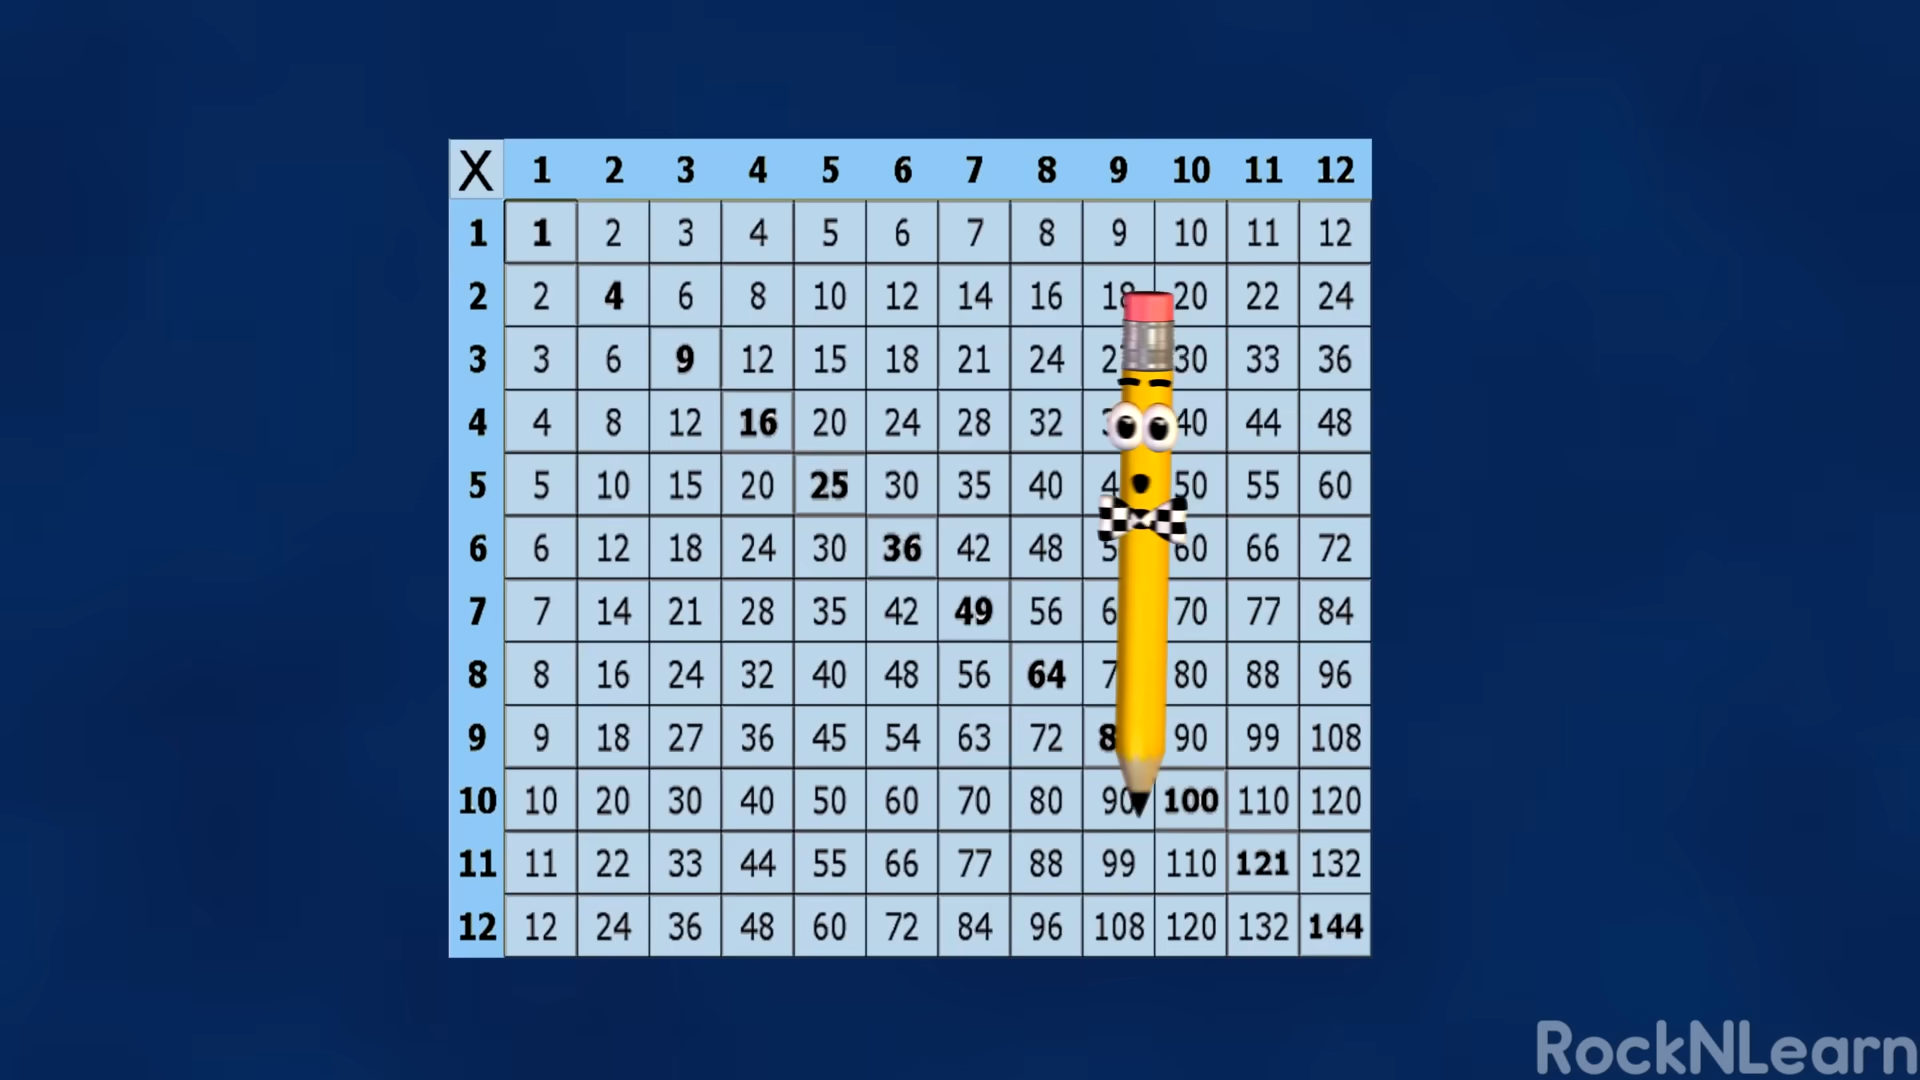 X 1 2 3 4 5 6 7 8 9 10 11 12
1 1 2 3 4 5 6 7 8 9 10 11 12
2 2 4 6 8 10 12 14 16 18 20 22 24
3 3 6 9 12 15 18 21 24 30 33 36
4 4 8 12 16 20 24 28 32 40 44 48
5 5 10 15 20 25 30 35 40 50 55 60
6 6 12 18 24 30 36 42 48 60 66 72
7 7 14 21 28 35 42 49 56 70 77 84
8 8 16 24 32 40 48 56 64 80 88 96
9 9 18 27 36 45 54 63 72 90 99 108
10 10 20 30 40 50 60 70 80 90 100 110 120
11 11 22 33 44 55 66 77 88 99 110 121 132
12 12 24 36 48 60 72 84 96 108 120 132 144
RockNLearn